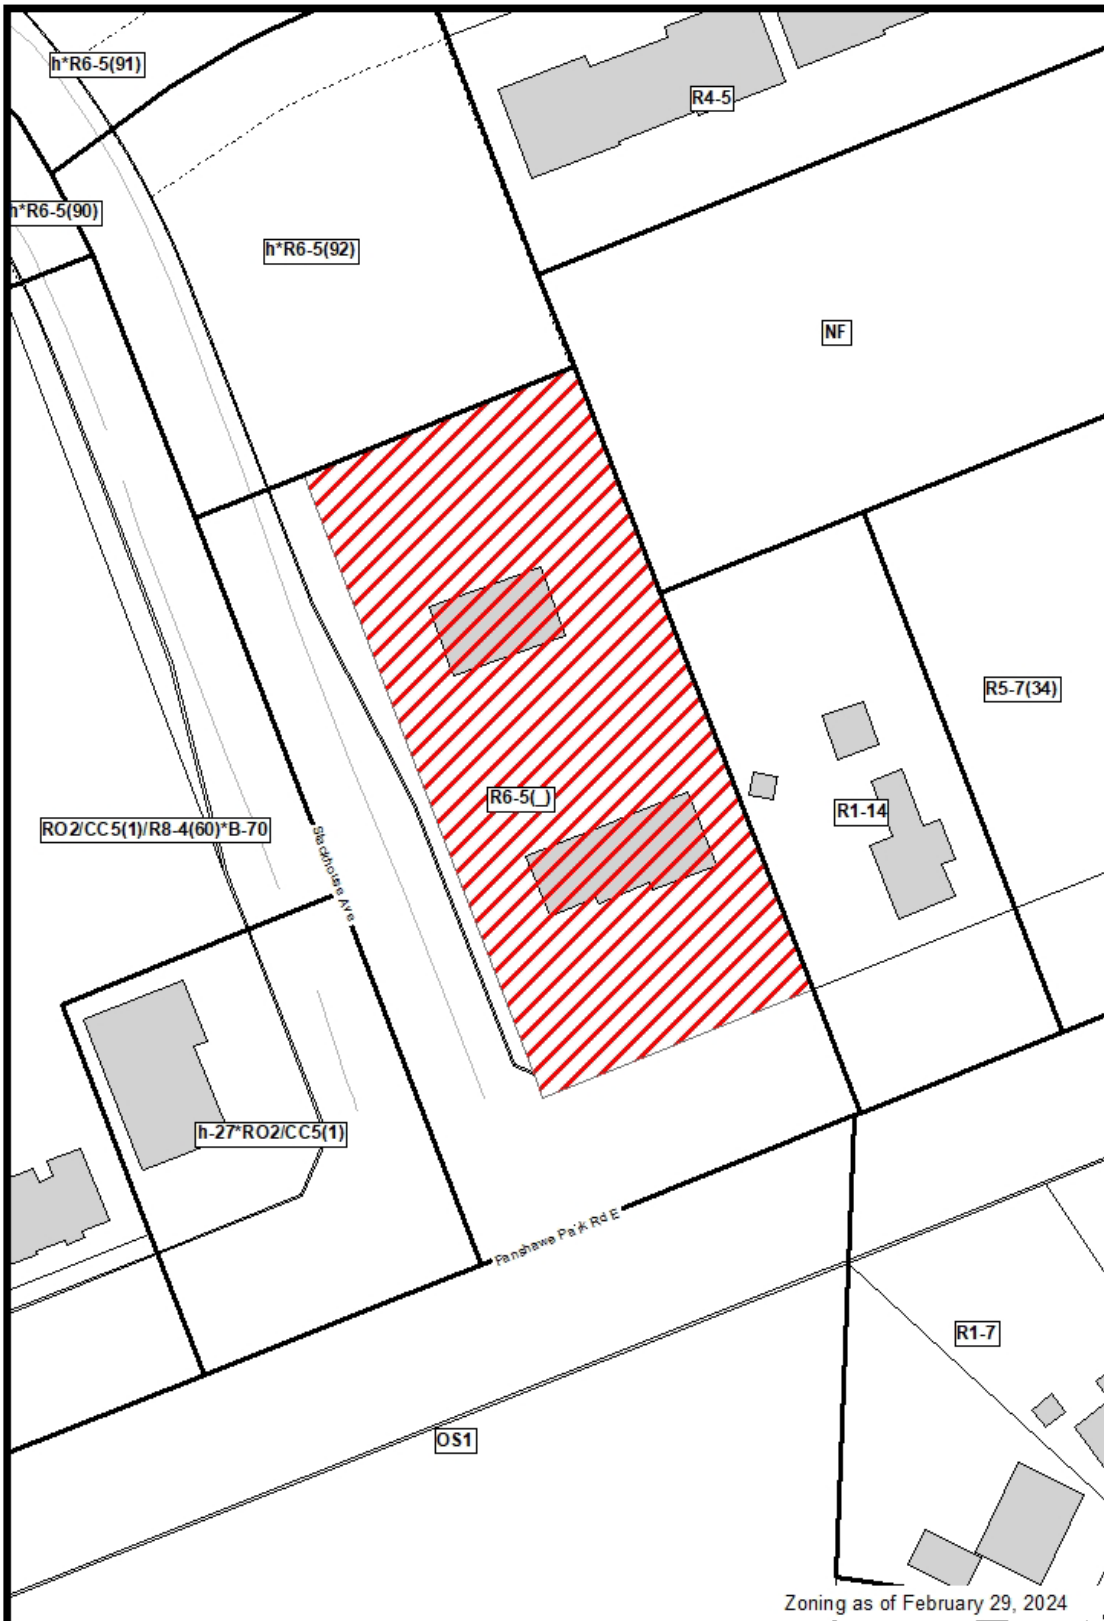 h*R6-5(91)
R4-5
h*R6-5(90)
h*R6-5(92)
NF
R5-7(34)
R6-5(_)
R1-14
RO2/CC5(1)/R8-4(60)*B-70
Stackhouse Ave
h-27*RO2/CC5(1)
Fanshawe Park Rd E
R1-7
OS1
Zoning as of February 29, 2024